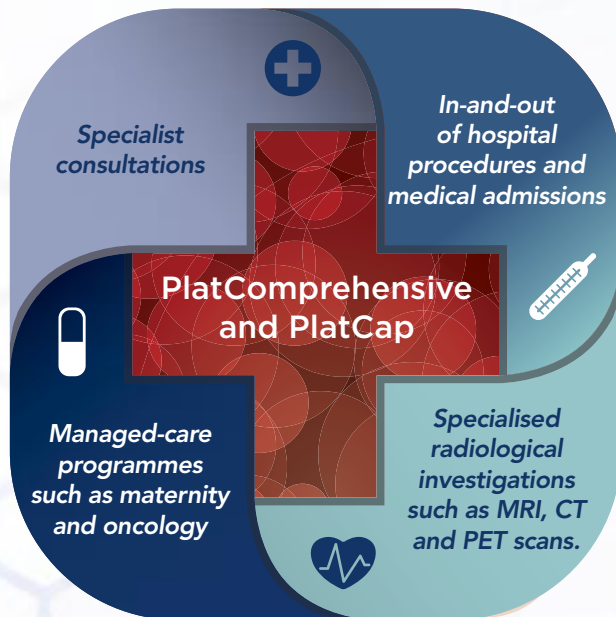 Specialist
consultations
In-and-out
of hospital
procedures and
medical admissions
PlatComprehensive
and PlatCap
Managed-care
programmes
such as maternity
and oncology
Specialised
radiological
investigations
such as MRI, CT
and PET scans.